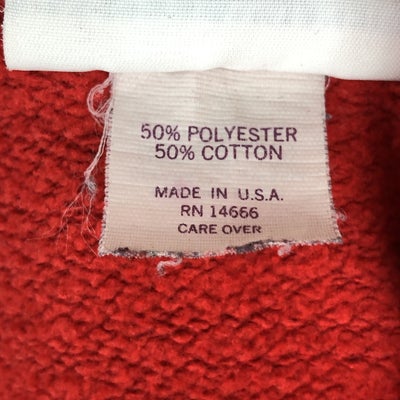 50% POLYESTER
50% COTTON
MADE IN U.S.A.
RN 14666
CARE OVER